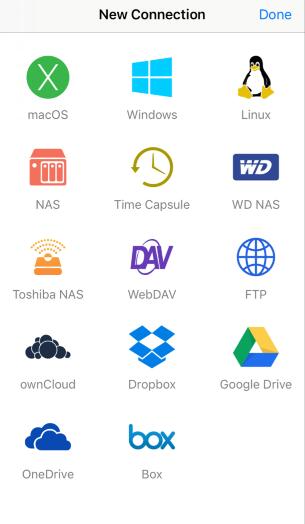 New Connection Done
X
macOS Windows Linux
WD
NAS Time Capsule WD NAS
DAV
Toshiba NAS WebDAV FTP
ownCloud Dropbox Google Drive
box
OneDrive Box